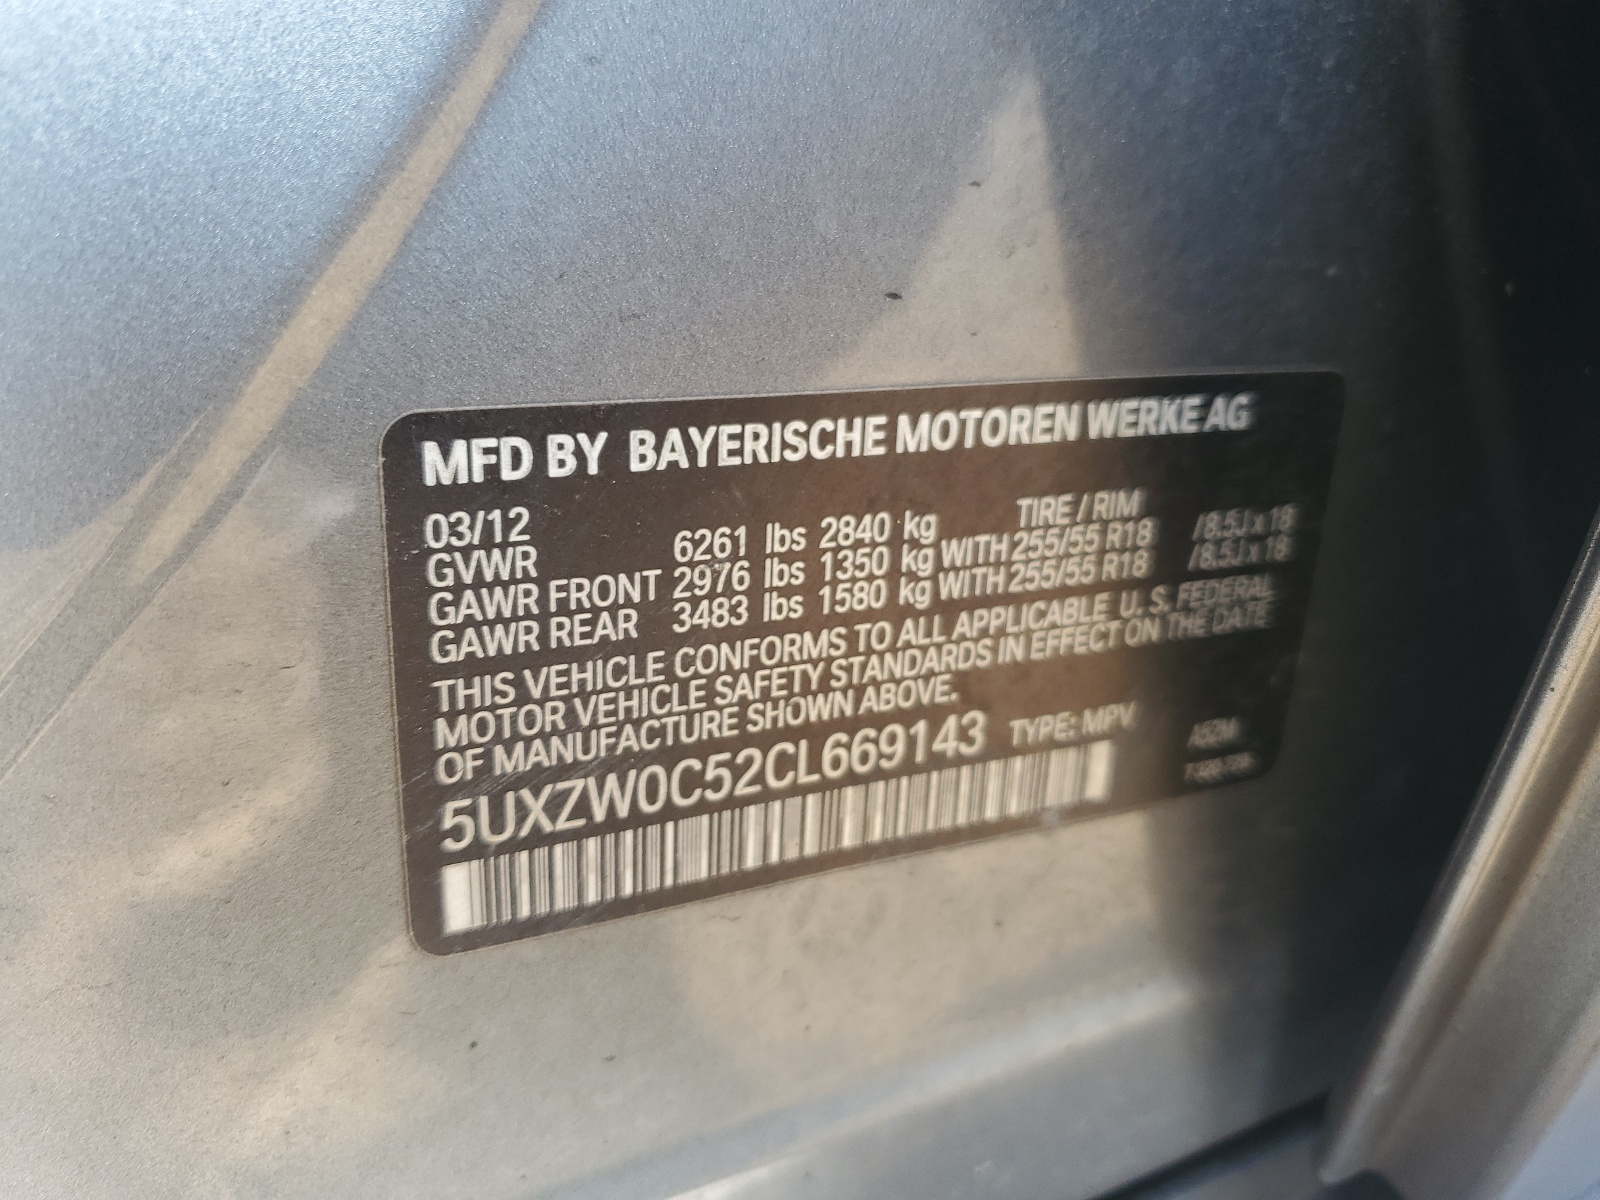 MFD BY BAYERISCHE MOTOREN WERKE AG
03/12 TIRE / RIM
GVWR 6261 lbs 2840 kg
GAWR FRONT 2976 lbs 1350 kg WITH 255/55 R18 /8.5J x 18
GAWR REAR 3483 lbs 1580 kg WITH 255/55 R18 /8.5J x 18
THIS VEHICLE CONFORMS TO ALL APPLICABLE U. S. FEDERAL
MOTOR VEHICLE SAFETY STANDARDS IN EFFECT ON THE DATE
OF MANUFACTURE SHOWN ABOVE.
5UXZW0C52CL669143 TYPE: MPV